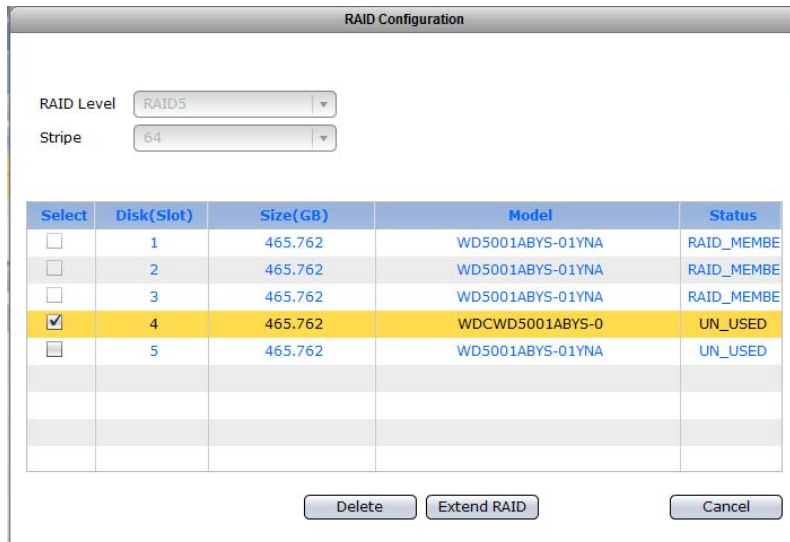 RAID Configuration
RAID Level RAID5
Stripe 64
Select Disk(Slot) Size(GB) Model Status
1 465.762 WD5001ABYS-01YNA RAID_MEMBE
2 465.762 WD5001ABYS-01YNA RAID_MEMBE
3 465.762 WD5001ABYS-01YNA RAID_MEMBE
4 465.762 WDCWD5001ABYS-0 UN_USED
5 465.762 WD5001ABYS-01YNA UN_USED
Delete Extend RAID Cancel